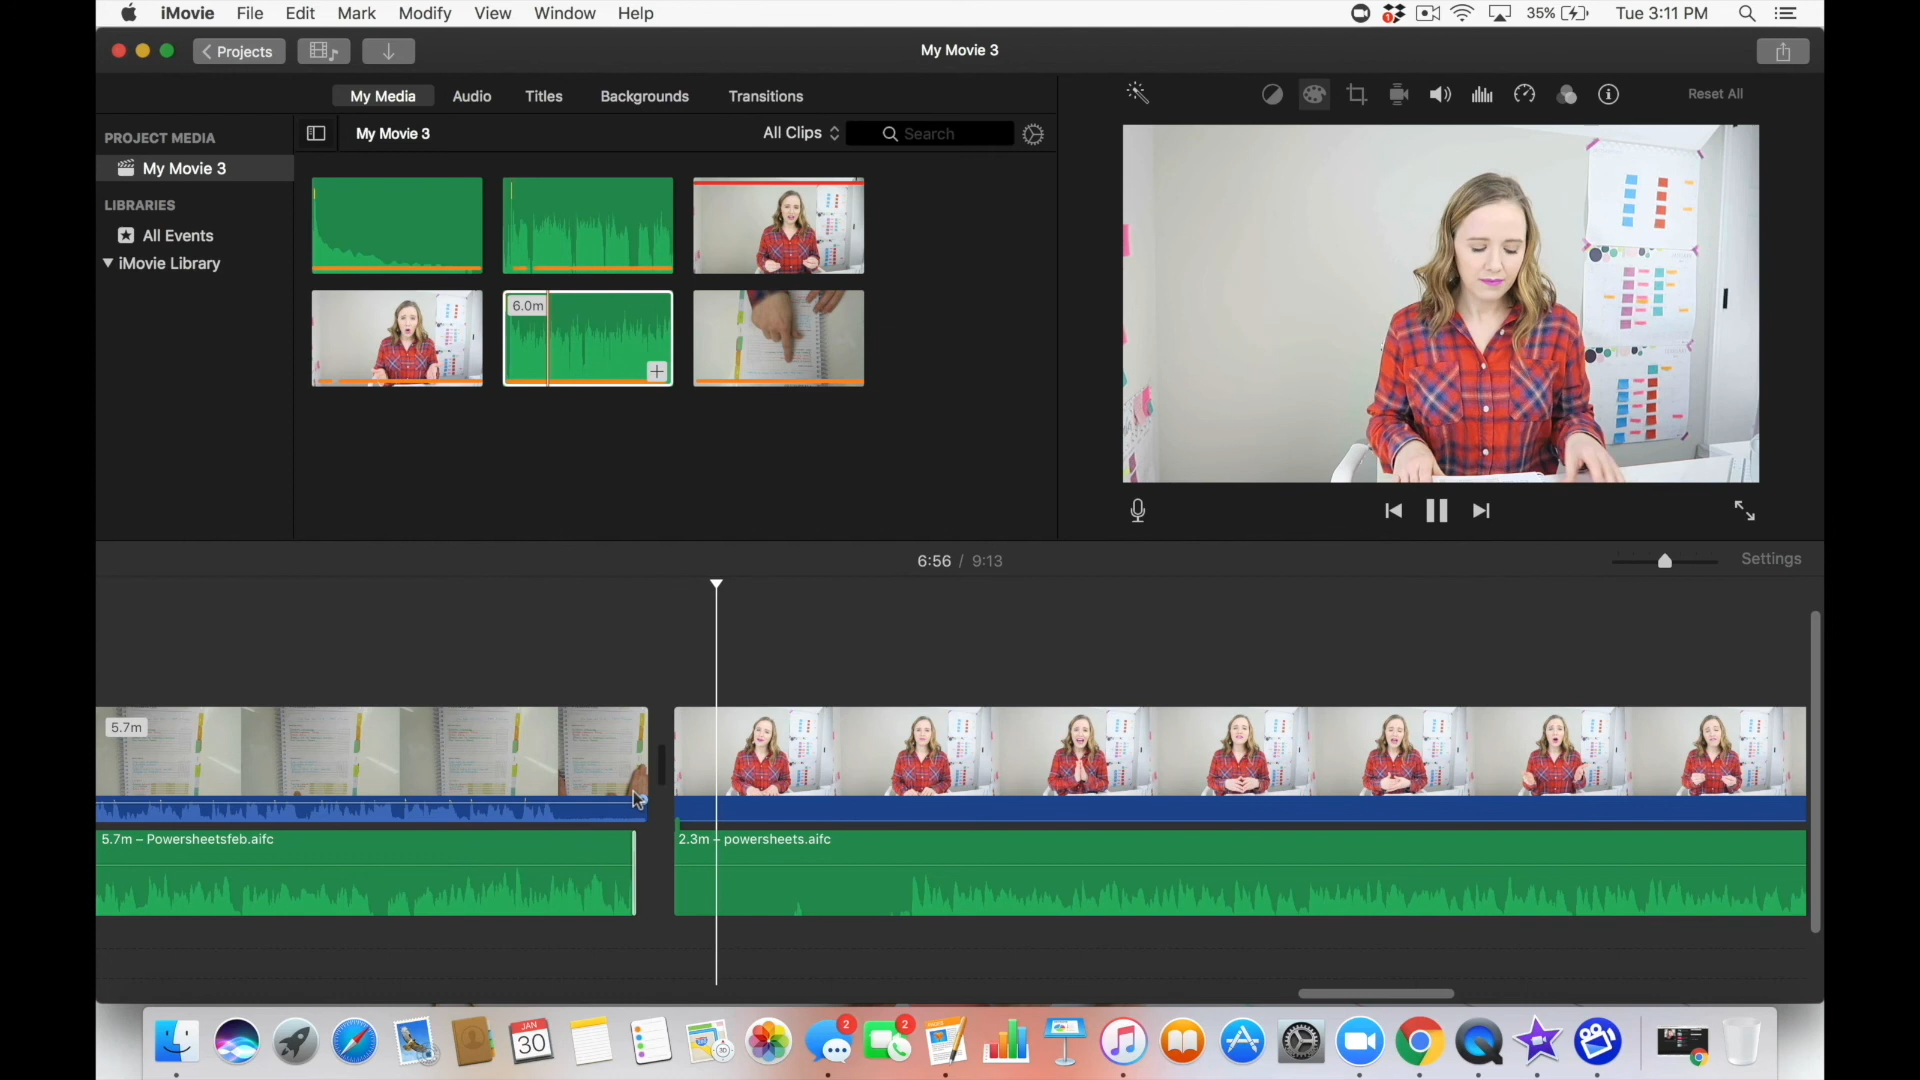 iMovie File Edit Mark Modify View Window Help
1
35%
Tue 3:11 PM
Projects
My Movie 3
My Media Audio Titles Backgrounds Transitions
Reset All
PROJECT MEDIA
My Movie 3
LIBRARIES
All Events
iMovie Library
My Movie 3
All Clips
Search
6.0m
6:56 / 9:13
Settings
5.7m
5.7m – Powersheetsfeb.aifc
2.3m – powersheets.aifc
JAN
30
2
2